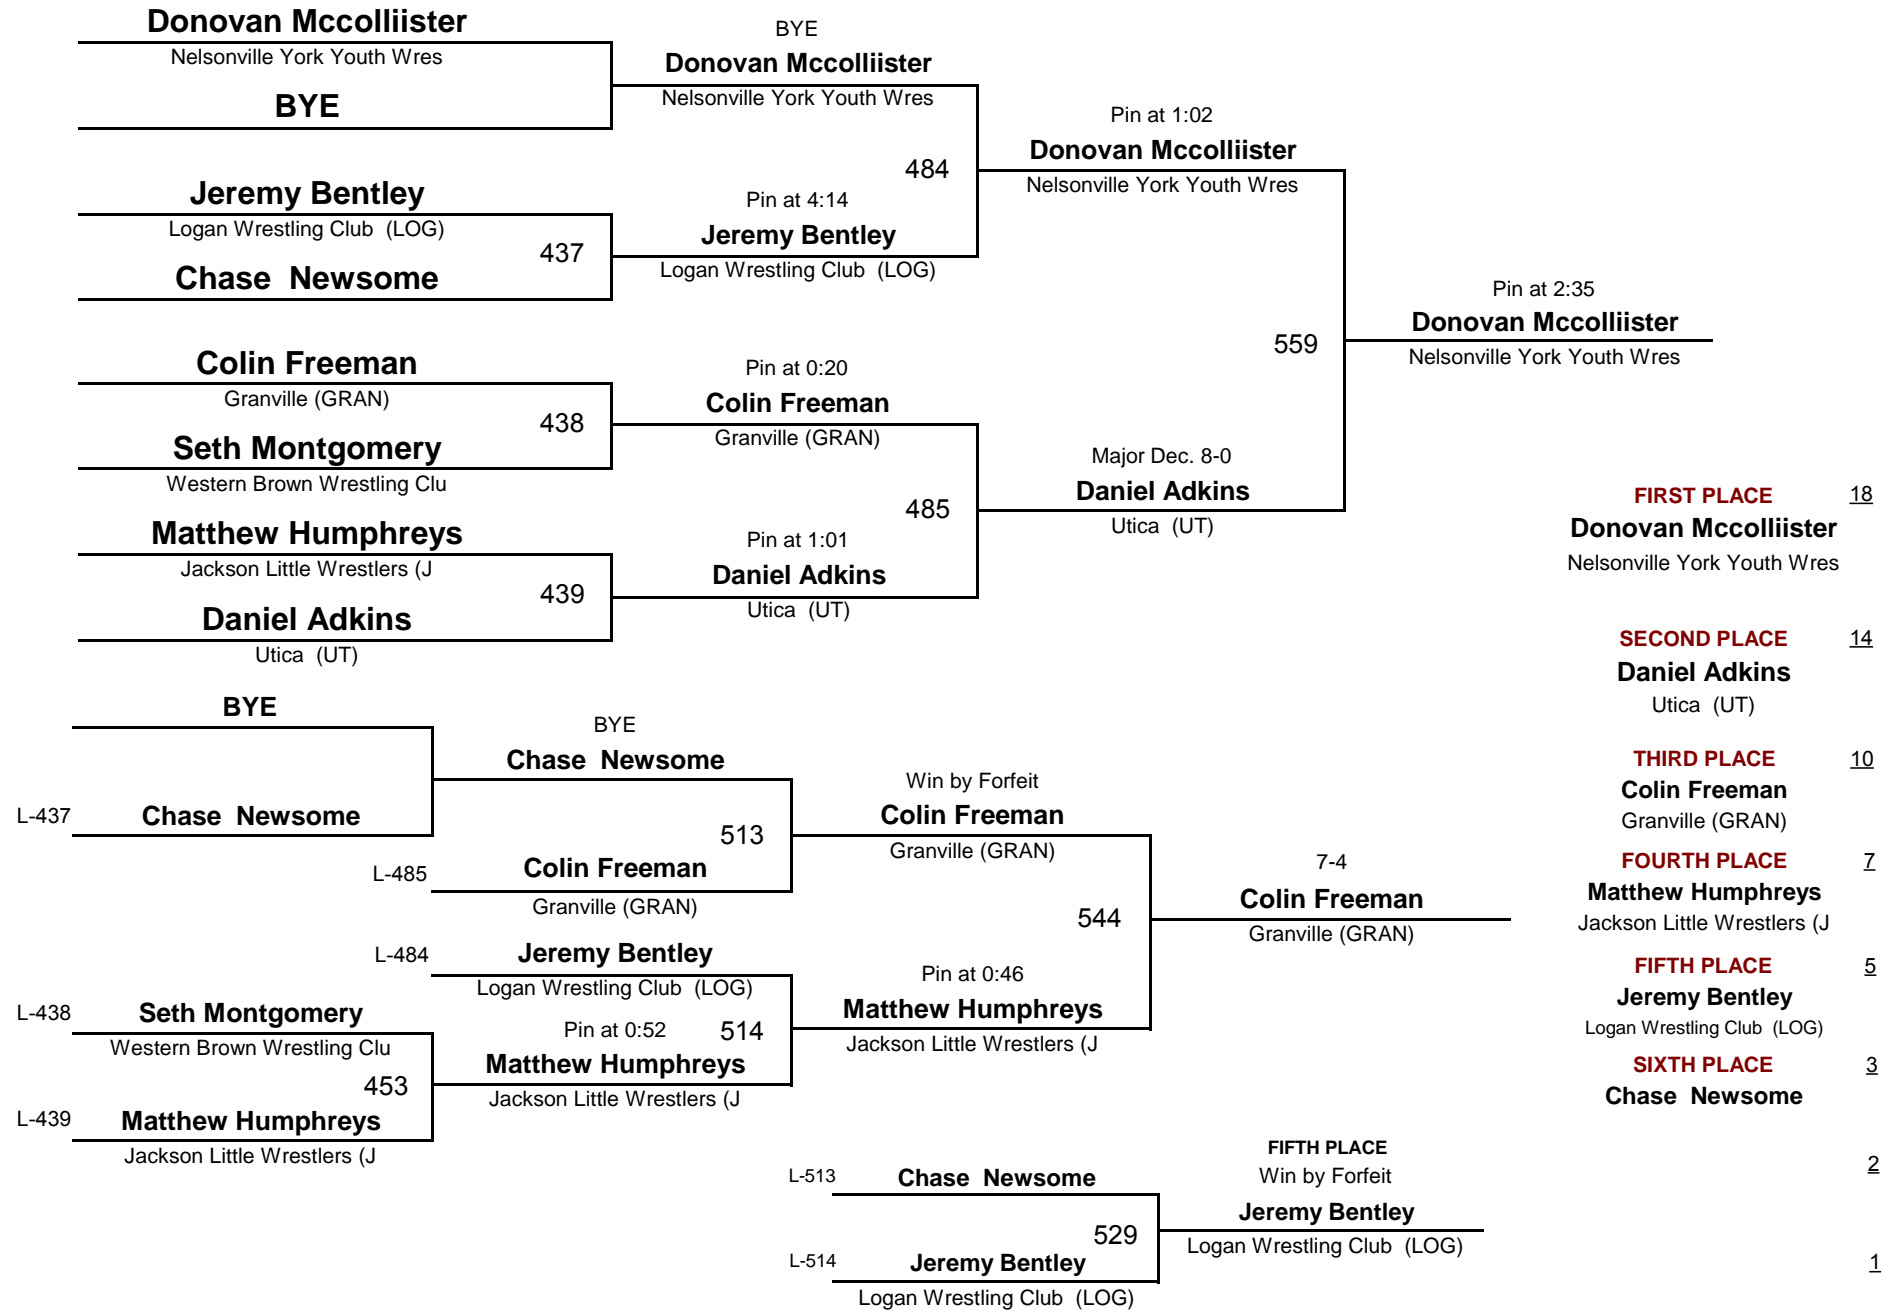 Donovan Mccolliister
Nelsonville York Youth Wres
BYE
BYE
Donovan Mccolliister
Nelsonville York Youth Wres
Jeremy Bentley
Logan Wrestling Club  (LOG)
437
Chase  Newsome
Pin at 4:14
Jeremy Bentley
Logan Wrestling Club  (LOG)
484
Pin at 1:02
Donovan Mccolliister
Nelsonville York Youth Wres
Colin Freeman
Granville (GRAN)
438
Seth Montgomery
Western Brown Wrestling Clu
Pin at 0:20
Colin Freeman
Granville (GRAN)
Matthew Humphreys
Jackson Little Wrestlers (J
439
Daniel Adkins
Utica  (UT)
Pin at 1:01
Daniel Adkins
Utica  (UT)
485
Major Dec. 8-0
Daniel Adkins
Utica  (UT)
559
Pin at 2:35
Donovan Mccolliister
Nelsonville York Youth Wres
FIRST PLACE 18
Donovan Mccolliister
Nelsonville York Youth Wres
SECOND PLACE 14
Daniel Adkins
Utica  (UT)
THIRD PLACE 10
Colin Freeman
Granville (GRAN)
FOURTH PLACE 7
Matthew Humphreys
Jackson Little Wrestlers (J
FIFTH PLACE 5
Jeremy Bentley
Logan Wrestling Club  (LOG)
SIXTH PLACE 3
Chase  Newsome
2
1
BYE
L-437 Chase  Newsome
BYE
Chase  Newsome
513
L-485 Colin Freeman
Granville (GRAN)
Win by Forfeit
Colin Freeman
Granville (GRAN)
L-484 Jeremy Bentley
Logan Wrestling Club  (LOG)
L-438 Seth Montgomery
Western Brown Wrestling Clu
453
L-439 Matthew Humphreys
Jackson Little Wrestlers (J
Pin at 0:52 514
Matthew Humphreys
Jackson Little Wrestlers (J
Pin at 0:46
Matthew Humphreys
Jackson Little Wrestlers (J
544
7-4
Colin Freeman
Granville (GRAN)
L-513 Chase  Newsome
529
L-514 Jeremy Bentley
Logan Wrestling Club  (LOG)
FIFTH PLACE
Win by Forfeit
Jeremy Bentley
Logan Wrestling Club  (LOG)